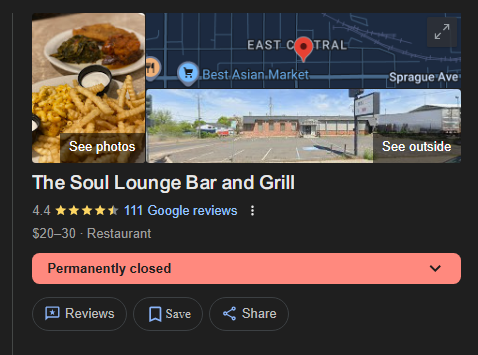 EAST CENTRAL
Best Asian Market
Sprague Ave
See photos
See outside
The Soul Lounge Bar and Grill
4.4 111 Google reviews
$20–30 · Restaurant
Permanently closed
Reviews Save Share